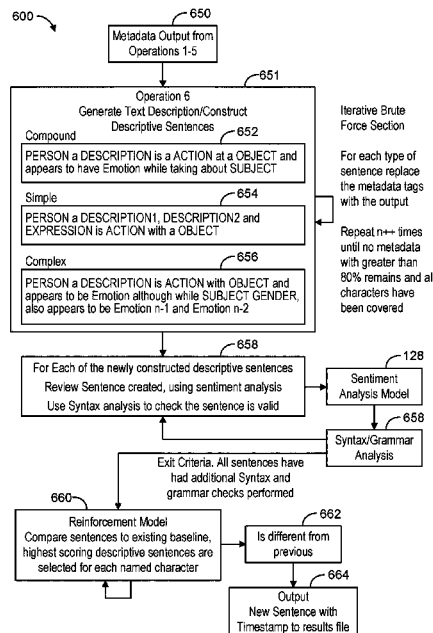 600
650
Metadata Output from
Operations 1-5
651
Operation 6
Generate Text Description/Construct
Descriptive Sentences
Compound
652
PERSON a DESCRIPTION is a ACTION at a OBJECT and
appears to have Emotion while taking about SUBJECT
Simple
654
PERSON a DESCRIPTION1, DESCRIPTION2 and
EXPRESSION is ACTION with a OBJECT
Complex
656
PERSON a DESCRIPTION is ACTION with OBJECT and
appears to be Emotion although while SUBJECT GENDER,
also appears to be Emotion n-1 and Emotion n-2
Iterative Brute
Force Section
For each type of
sentence replace
the metadata tags
with the output
Repeat n++ times
until no metadata
with greater than
80% remains and al
characters have
been covered
658
For Each of the newly constructed descriptive sentences
Review Sentence created, using sentiment analysis
Use Syntax analysis to check the sentence is valid
128
Sentiment
Analysis Model
658
Syntax/Grammar
Analysis
Exit Criteria. All sentences have
had additional Syntax and
grammar checks performed
660
Reinforcement Model
Compare sentences to existing baseline,
highest scoring descriptive sentences are
selected for each named character
662
Is different from
previous
664
Output
New Sentence with
Timestamp to results file